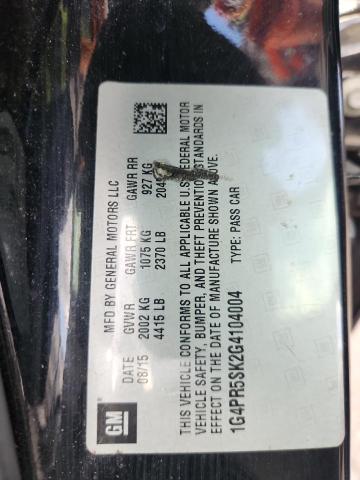 GM
MFD BY GENERAL MOTORS LLC
DATE GVWR GAWR FRT GAWR RR
08/15 2002 KG 1075 KG 927 KG
4415 LB 2370 LB
THIS VEHICLE CONFORMS TO ALL APPLICABLE U.S. FEDERAL MOTOR
VEHICLE SAFETY, BUMPER, AND THEFT PREVENTION STANDARDS IN
EFFECT ON THE DATE OF MANUFACTURE SHOWN ABOVE.
TYPE: PASS CAR
1G4PR5SK2G4104004